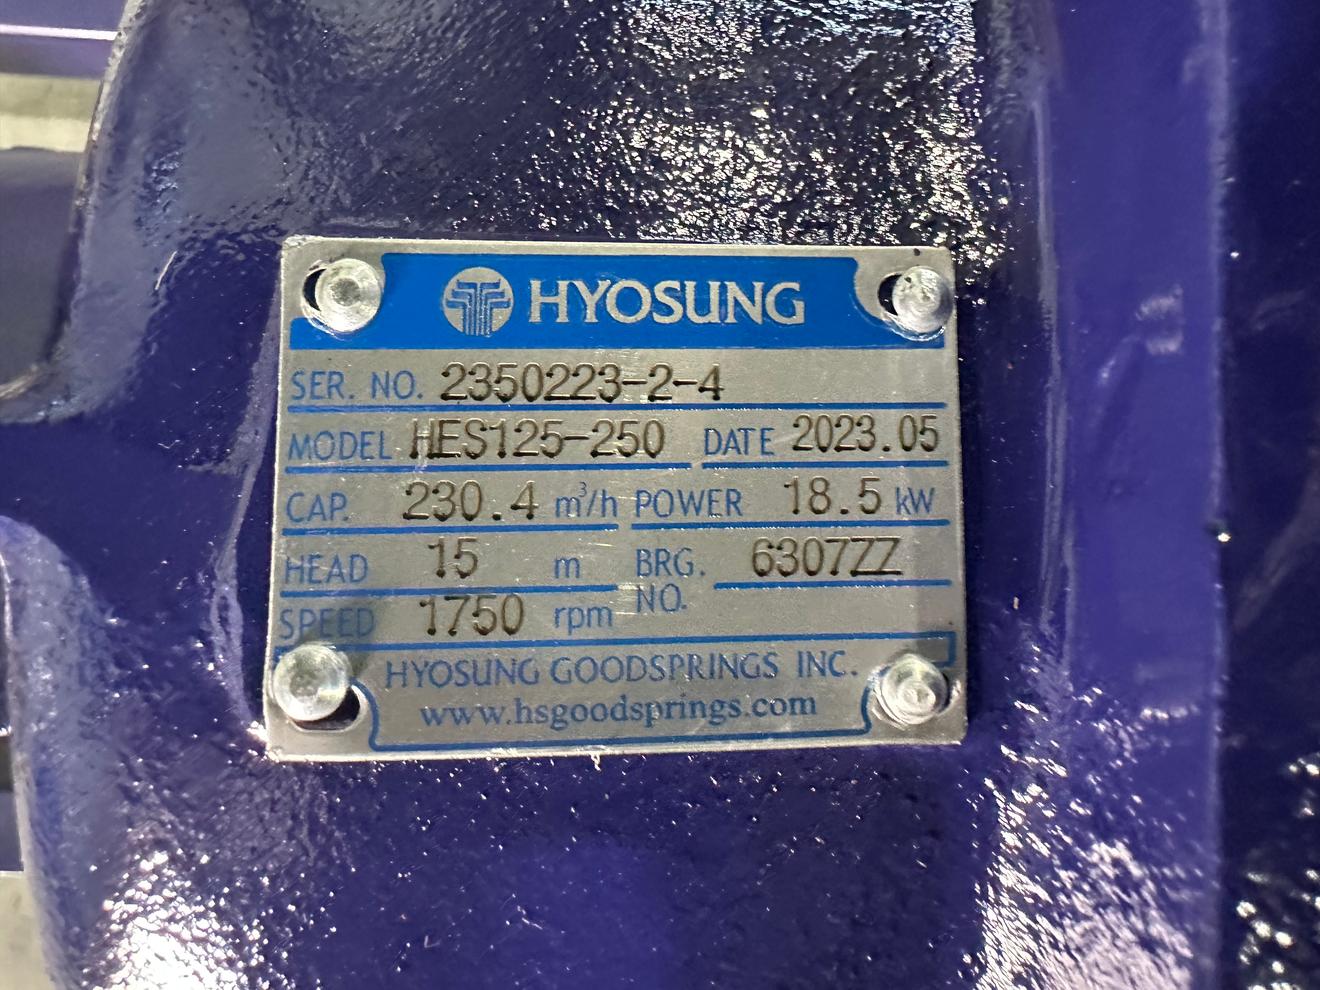 HYOSUNG
SER. NO. 2350223-2-4
MODEL HES125-250 DATE 2023.05
CAP. 230.4 m³/h POWER 18.5 kW
HEAD 15 m BRG. NO. 6307ZZ
SPEED 1750 rpm
HYOSUNG GOODSPRINGS INC.
www.hsgoodsprings.com